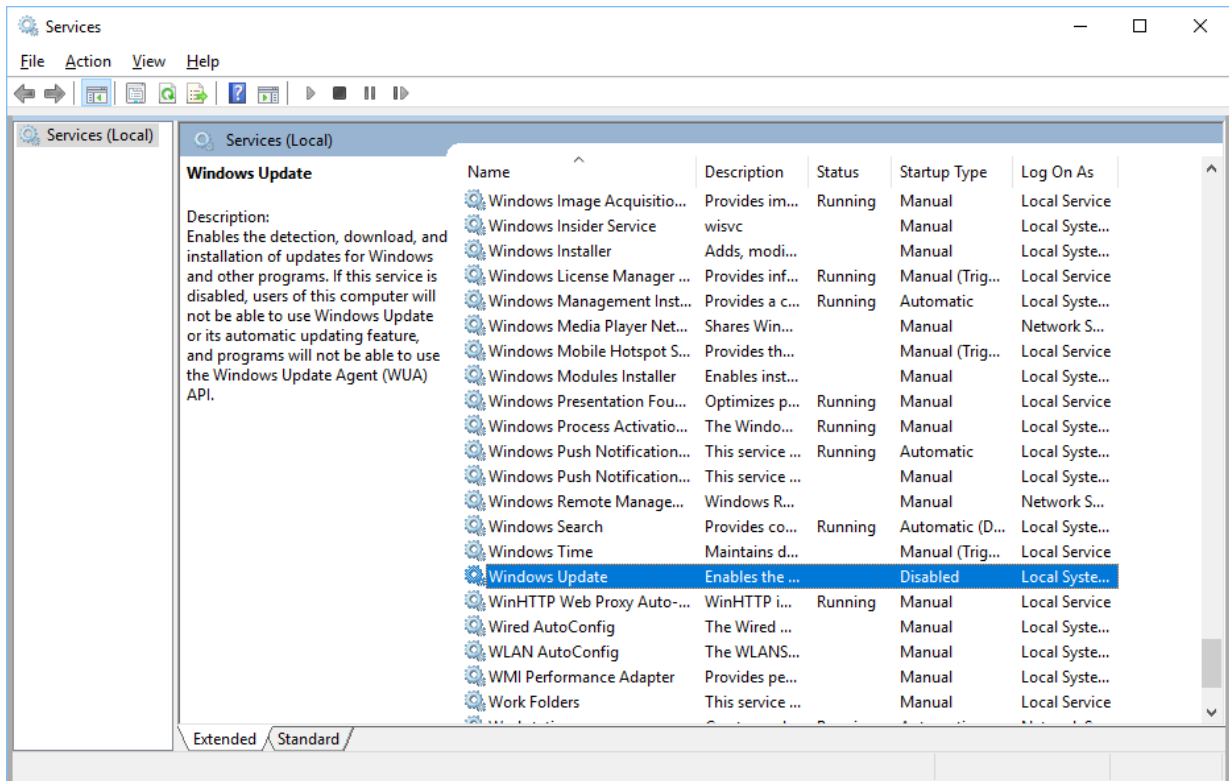 Services
File Action View Help
Services (Local)
Services (Local)
Windows Update
Description:
Enables the detection, download, and
installation of updates for Windows
and other programs. If this service is
disabled, users of this computer will
not be able to use Windows Update
or its automatic updating feature,
and programs will not be able to use
the Windows Update Agent (WUA)
API.
Name Description Status Startup Type Log On As
Windows Image Acquisitio... Provides im... Running Manual Local Service
Windows Insider Service wisvc Manual Local Syste...
Windows Installer Adds, modi... Manual Local Syste...
Windows License Manager ... Provides inf... Running Manual (Trig... Local Service
Windows Management Inst... Provides a c... Running Automatic Local Syste...
Windows Media Player Net... Shares Win... Manual Network S...
Windows Mobile Hotspot S... Provides th... Manual (Trig... Local Service
Windows Modules Installer Enables inst... Manual Local Syste...
Windows Presentation Fou... Optimizes p... Running Manual Local Service
Windows Process Activatio... The Windo... Running Manual Local Syste...
Windows Push Notification... This service ... Running Automatic Local Syste...
Windows Push Notification... This service ... Manual Local Syste...
Windows Remote Manage... Windows R... Manual Network S...
Windows Search Provides co... Running Automatic (D... Local Syste...
Windows Time Maintains d... Manual (Trig... Local Service
Windows Update Enables the ... Disabled Local Syste...
WinHTTP Web Proxy Auto-... WinHTTP i... Running Manual Local Service
Wired AutoConfig The Wired ... Manual Local Syste...
WLAN AutoConfig The WLANS... Manual Local Syste...
WMI Performance Adapter Provides pe... Manual Local Syste...
Work Folders This service ... Manual Local Service
Extended Standard